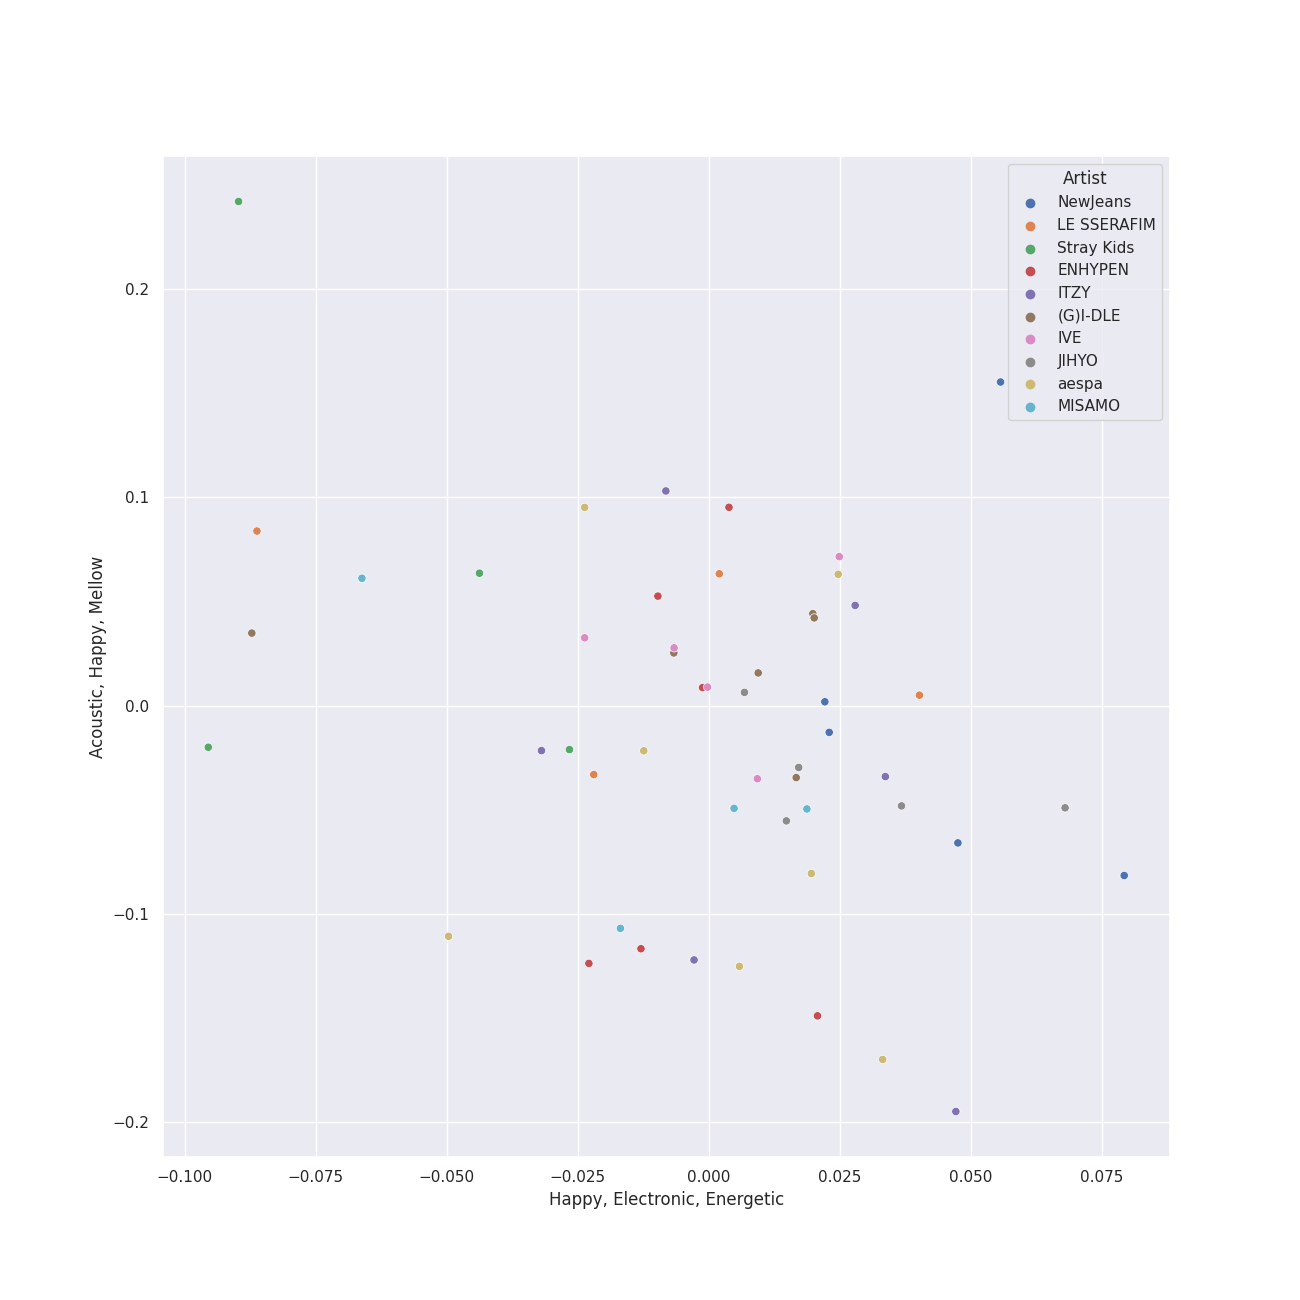 Artist
NewJeans
LE SSERAFIM
Stray Kids
ENHYPEN
ITZY
(G)I-DLE
IVE
JIHYO
aespa
MISAMO
0.2
0.1
0.0
−0.1
−0.2
Acoustic, Happy, Mellow
−0.100 −0.075 −0.050 −0.025 0.000 0.025 0.050 0.075
Happy, Electronic, Energetic